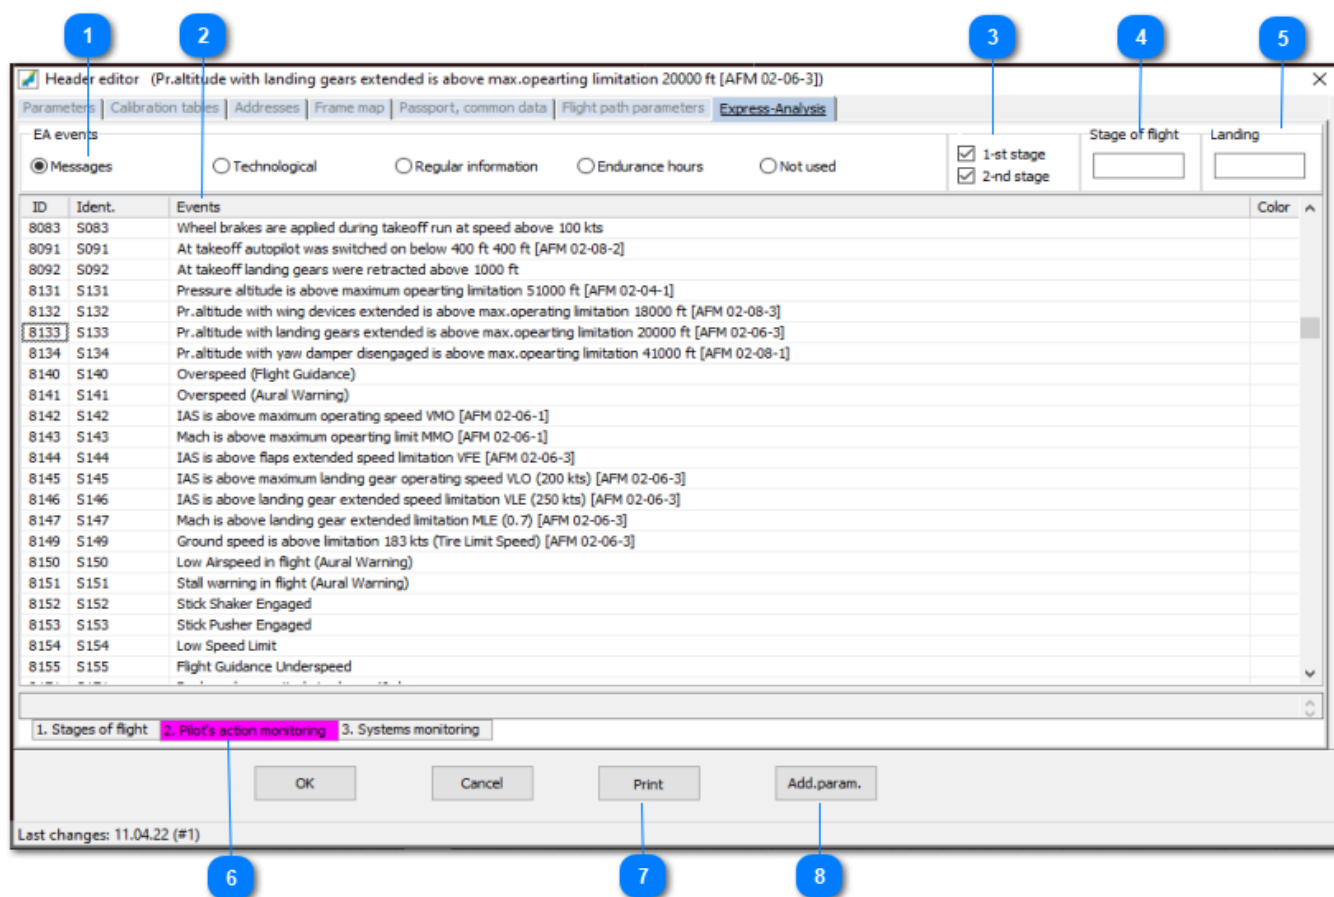 1 2 3 4 5
Header editor (Pr.altitude with landing gears extended is above max.opearting limitation 20000 ft [AFM 02-06-3])
Parameters Calibration tables Addresses Frame map Passport, common data Flight path parameters Express-Analysis
EA events Stage of flight Landing
Messages Technological Regular information Endurance hours Not used 1-st stage
2-nd stage
ID Ident. Events Color
8083 S083 Wheel brakes are applied during takeoff run at speed above 100 kts
8091 S091 At takeoff autopilot was switched on below 400 ft 400 ft [AFM 02-08-2]
8092 S092 At takeoff landing gears were retracted above 1000 ft
8131 S131 Pressure altitude is above maximum opearting limitation 51000 ft [AFM 02-04-1]
8132 S132 Pr.altitude with wing devices extended is above max.operating limitation 18000 ft [AFM 02-08-3]
8133 S133 Pr.altitude with landing gears extended is above max.opearting limitation 20000 ft [AFM 02-06-3]
8134 S134 Pr.altitude with yaw damper disengaged is above max.opearting limitation 41000 ft [AFM 02-08-1]
8140 S140 Overspeed (Flight Guidance)
8141 S141 Overspeed (Aural Warning)
8142 S142 IAS is above maximum operating speed VMO [AFM 02-06-1]
8143 S143 Mach is above maximum opearting limit MMO [AFM 02-06-1]
8144 S144 IAS is above flaps extended speed limitation VFE [AFM 02-06-3]
8145 S145 IAS is above maximum landing gear operating speed VLO (200 kts) [AFM 02-06-3]
8146 S146 IAS is above landing gear extended speed limitation VLE (250 kts) [AFM 02-06-3]
8147 S147 Mach is above landing gear extended limitation MLE (0.7) [AFM 02-06-3]
8149 S149 Ground speed is above limitation 183 kts (Tire Limit Speed) [AFM 02-06-3]
8150 S150 Low Airspeed in flight (Aural Warning)
8151 S151 Stall warning in flight (Aural Warning)
8152 S152 Stick Shaker Engaged
8153 S153 Stick Pusher Engaged
8154 S154 Low Speed Limit
8155 S155 Flight Guidance Underspeed
1. Stages of flight 2. Pilot's action monitoring 3. Systems monitoring
OK Cancel Print Add.param.
Last changes: 11.04.22 (#1)
6 7 8